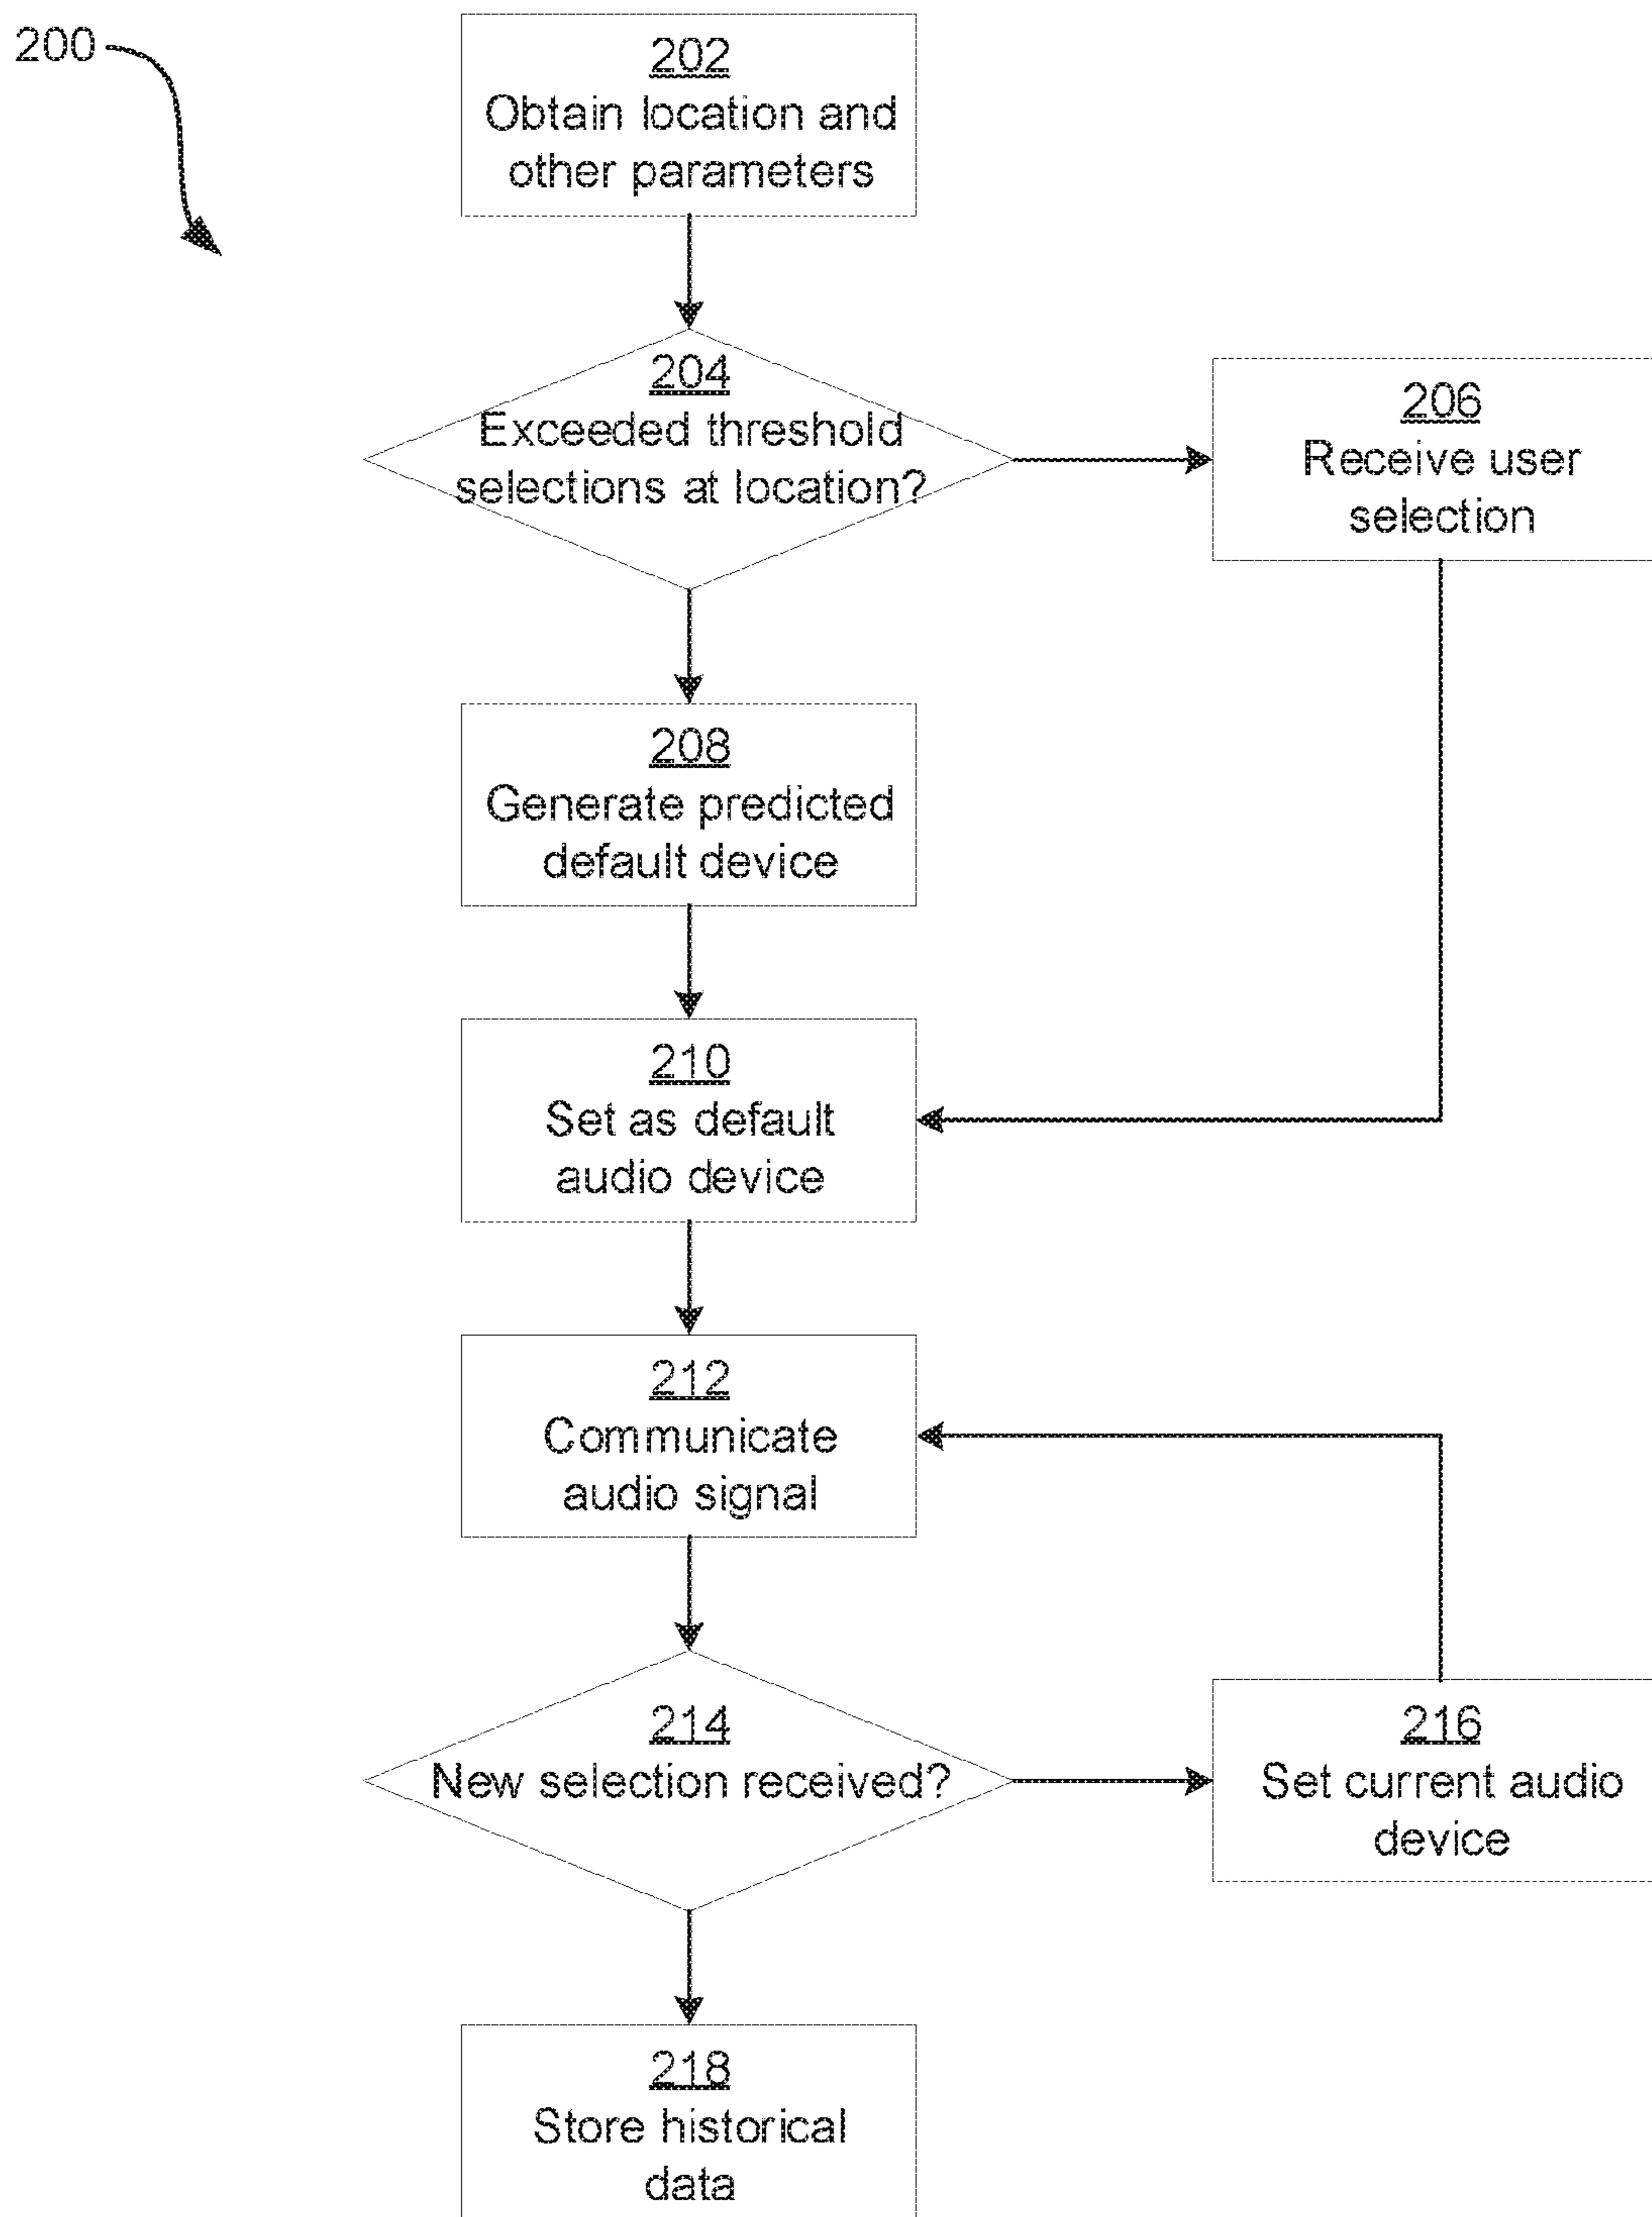 200
202
Obtain location and
other parameters
204
Exceeded threshold
selections at location?
206
Receive user
selection
208
Generate predicted
default device
210
Set as default
audio device
212
Communicate
audio signal
214
New selection received?
216
Set current audio
device
218
Store historical
data